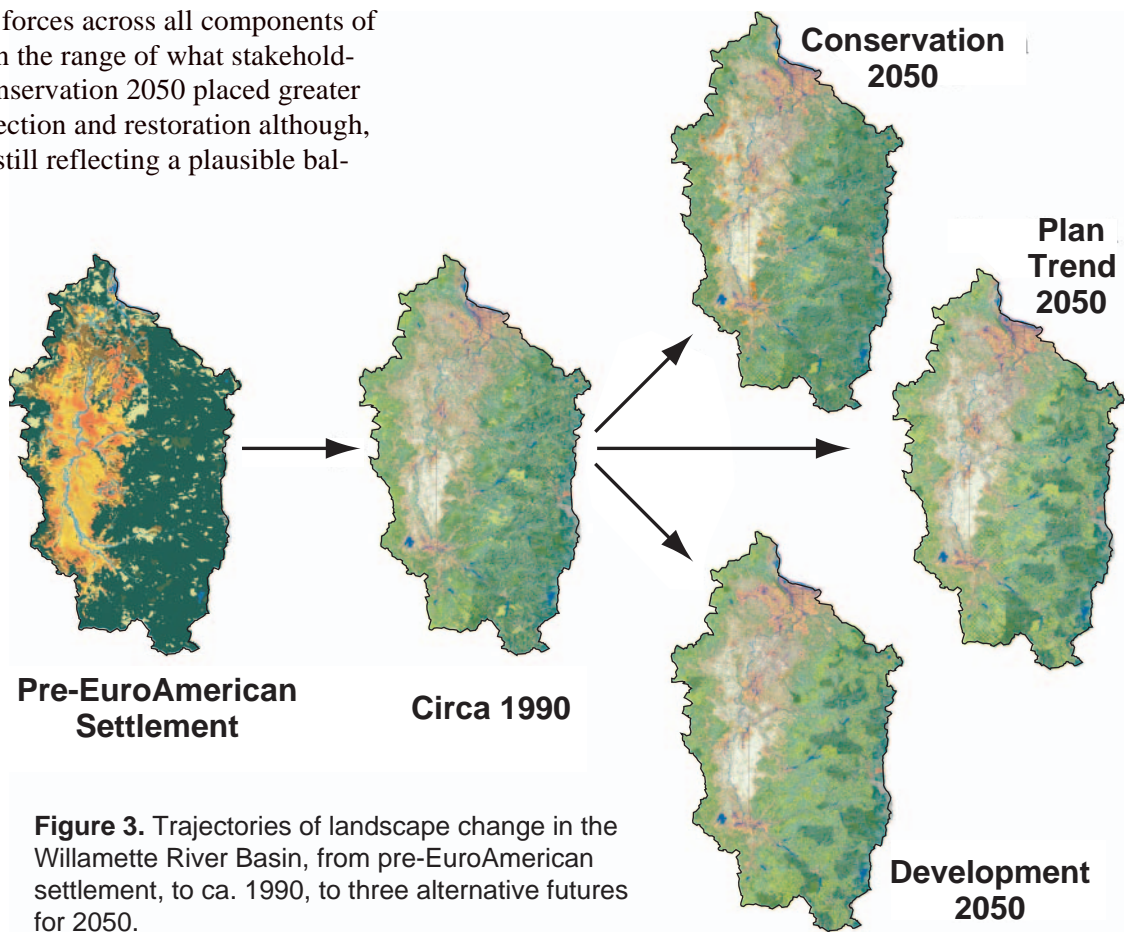 forces across all components of
n the range of what stakehold-
nservation 2050 placed greater
ection and restoration although,
still reflecting a plausible bal-
Conservation
2050
Plan
Trend
2050
Pre-EuroAmerican
Settlement
Circa 1990
Development
2050
Figure 3. Trajectories of landscape change in the
Willamette River Basin, from pre-EuroAmerican
settlement, to ca. 1990, to three alternative futures
for 2050.